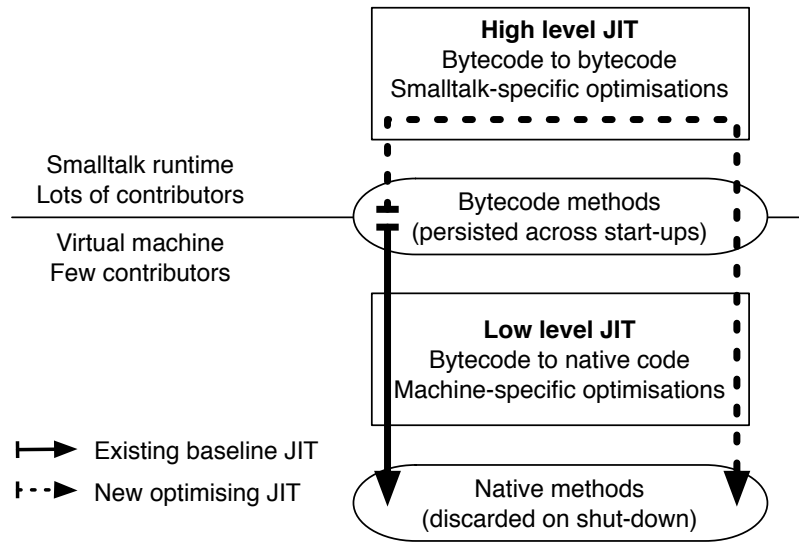 High level JIT
Bytecode to bytecode
Smalltalk-specific optimisations
Smalltalk runtime
Lots of contributors
Bytecode methods
(persisted across start-ups)
Virtual machine
Few contributors
Low level JIT
Bytecode to native code
Machine-specific optimisations
Existing baseline JIT
New optimising JIT
Native methods
(discarded on shut-down)